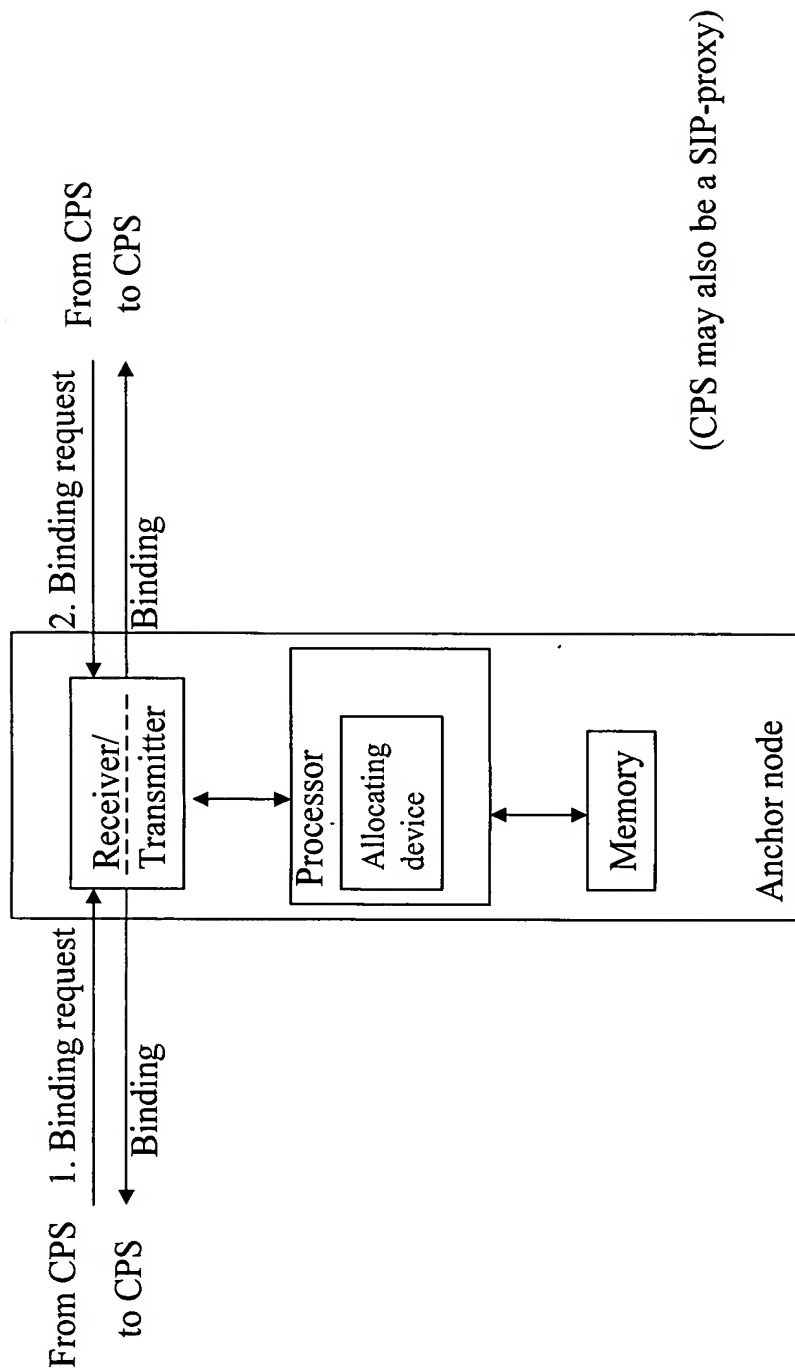 From CPS
1. Binding request
to CPS
Binding
Receiver/
Transmitter
2. Binding request
From CPS
Binding
to CPS
Processor
Allocating
device
Memory
Anchor node
(CPS may also be a SIP-proxy)